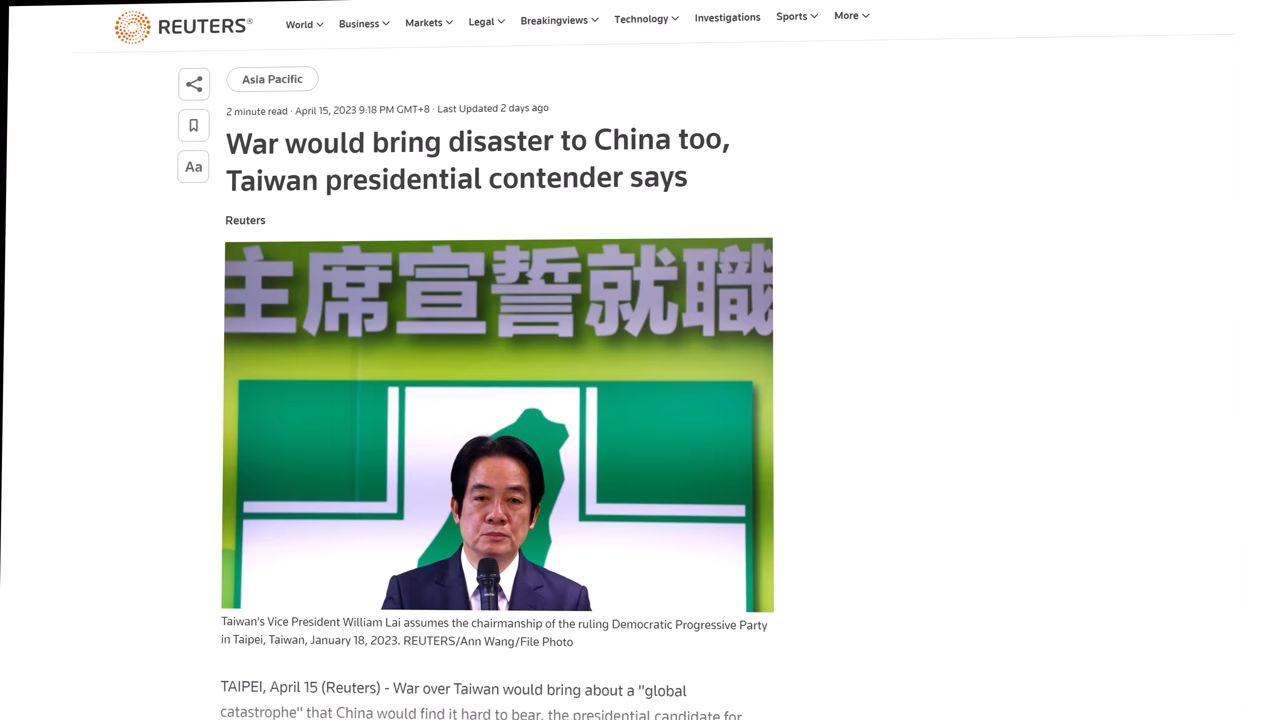 REUTERS®
World Business Markets Legal Breakingviews Technology Investigations Sports More
Asia Pacific
2 minute read · April 15, 2023 9:18 PM GMT+8 · Last Updated 2 days ago
Aa
War would bring disaster to China too,
Taiwan presidential contender says
Reuters
主席宣誓就職
Taiwan's Vice President William Lai assumes the chairmanship of the ruling Democratic Progressive Party
in Taipei, Taiwan, January 18, 2023. REUTERS/Ann Wang/File Photo
TAIPEI, April 15 (Reuters) - War over Taiwan would bring about a "global
catastrophe" that China would find it hard to bear, the presidential candidate for